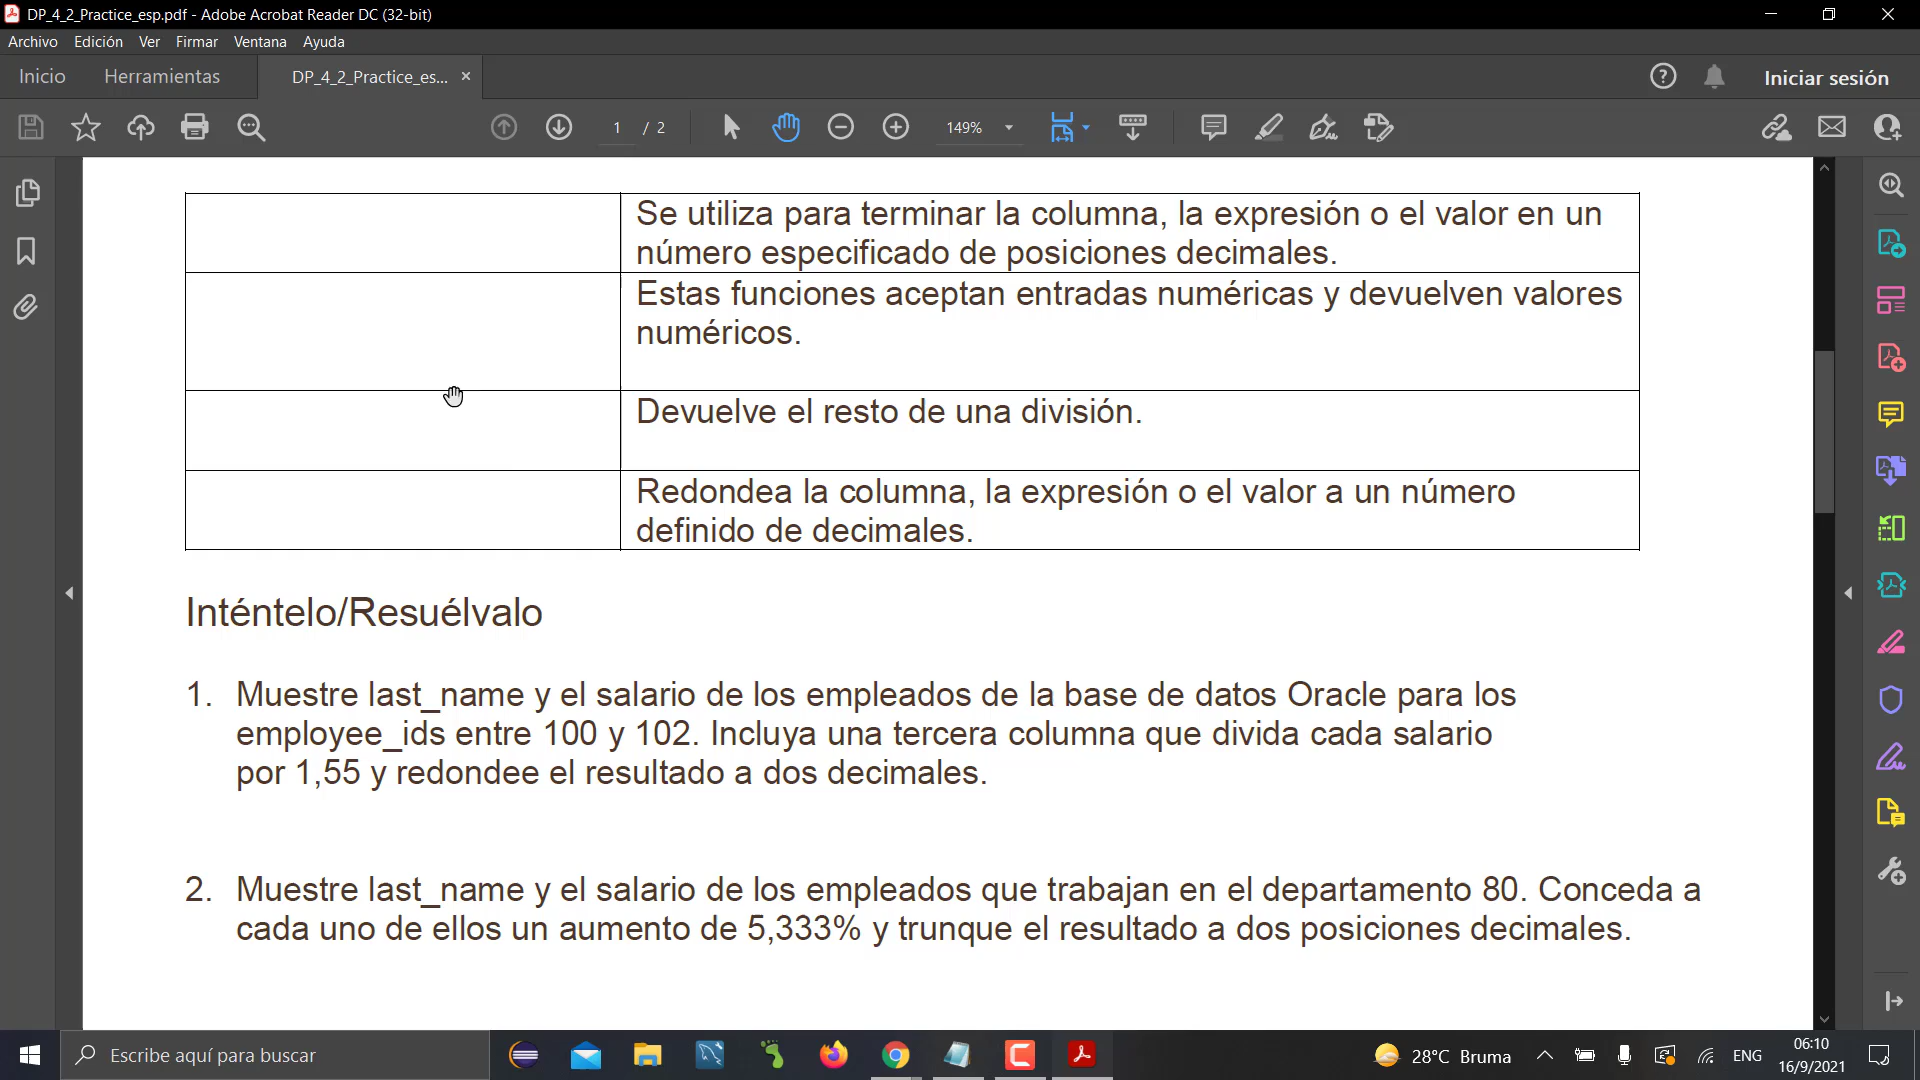 DP_4_2_Practice_esp.pdf - Adobe Acrobat Reader DC (32-bit)
Archivo Edición Ver Firmar Ventana Ayuda
Inicio Herramientas DP_4_2_Practice_es... × Iniciar sesión
1 / 2 149%
Se utiliza para terminar la columna, la expresión o el valor en un
número especificado de posiciones decimales.
Estas funciones aceptan entradas numéricas y devuelven valores
numéricos.
Devuelve el resto de una división.
Redondea la columna, la expresión o el valor a un número
definido de decimales.
Inténtelo/Resuélvalo
1. Muestre last_name y el salario de los empleados de la base de datos Oracle para los
employee_ids entre 100 y 102. Incluya una tercera columna que divida cada salario
por 1,55 y redondee el resultado a dos decimales.
2. Muestre last_name y el salario de los empleados que trabajan en el departamento 80. Conceda a
cada uno de ellos un aumento de 5,333% y trunque el resultado a dos posiciones decimales.
Escribe aquí para buscar
28°C Bruma ENG
06:10
16/9/2021